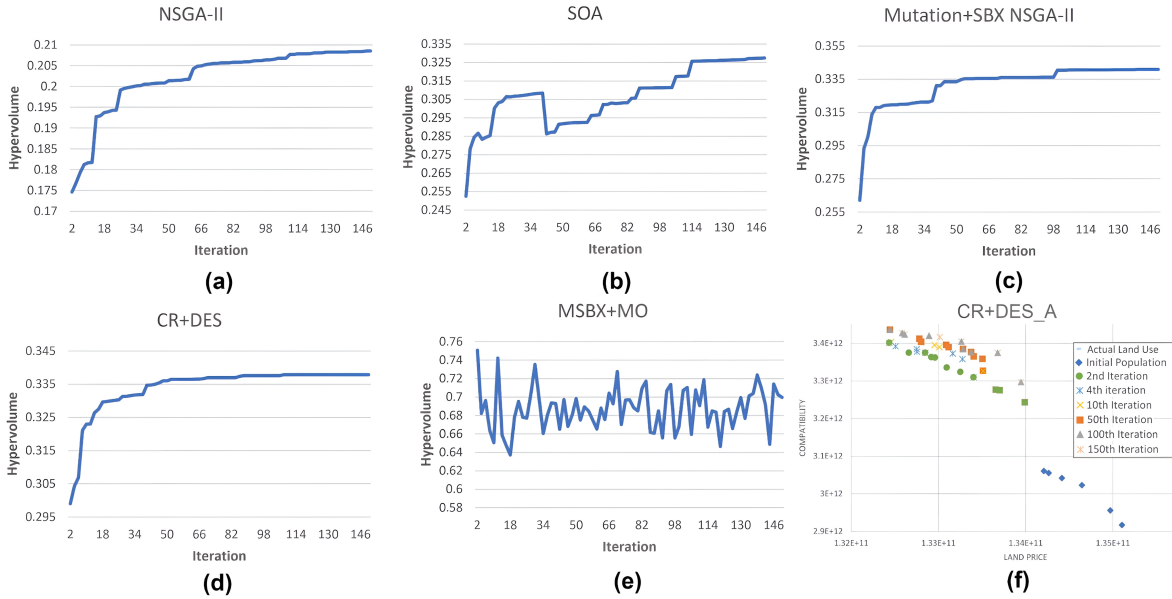 NSGA-II
Hypervolume
0.21
0.205
0.2
0.195
0.19
0.185
0.18
0.175
0.17
2 18 34 50 66 82 98 114 130 146
Iteration
(a)
SOA
Hypervolume
0.335
0.325
0.315
0.305
0.295
0.285
0.275
0.265
0.255
0.245
2 18 34 50 66 82 98 114 130 146
Iteration
(b)
Mutation+SBX NSGA-II
Hypervolume
0.355
0.335
0.315
0.295
0.275
0.255
2 18 34 50 66 82 98 114 130 146
Iteration
(c)
CR+DES
Hypervolume
0.345
0.335
0.325
0.315
0.305
0.295
2 18 34 50 66 82 98 114 130 146
Iteration
(d)
MSBX+MO
Hypervolume
0.76
0.74
0.72
0.7
0.68
0.66
0.64
0.62
0.6
0.58
2 18 34 50 66 82 98 114 130 146
Iteration
(e)
CR+DES_A
COMPATIBILITY
3.4E+12
3.3E+12
3.2E+12
3.1E+12
3E+12
2.9E+12
1.32E+11 1.33E+11 1.34E+11 1.35E+11
LAND PRICE
Actual Land Use
Initial Population
2nd Iteration
4th iteration
10th Iteration
50th Iteration
100th Iteration
150th Iteration
(f)